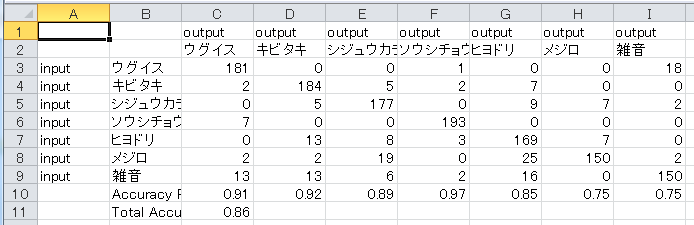 A B C D E F G H I
1 output output output output output output output
2 ウグイス キビタキ シジュウカラ ソウシチョウ ヒヨドリ メジロ 雑音
3 input ウグイス 181 0 0 1 0 0 18
4 input キビタキ 2 184 5 2 7 0 0
5 input シジュウカラ 0 5 177 0 9 7 2
6 input ソウシチョウ 7 0 0 193 0 0 0
7 input ヒヨドリ 0 13 8 3 169 7 0
8 input メジロ 2 2 19 0 25 150 2
9 input 雑音 13 13 6 2 16 0 150
10 Accuracy 0.91 0.92 0.89 0.97 0.85 0.75 0.75
11 Total Accu 0.86